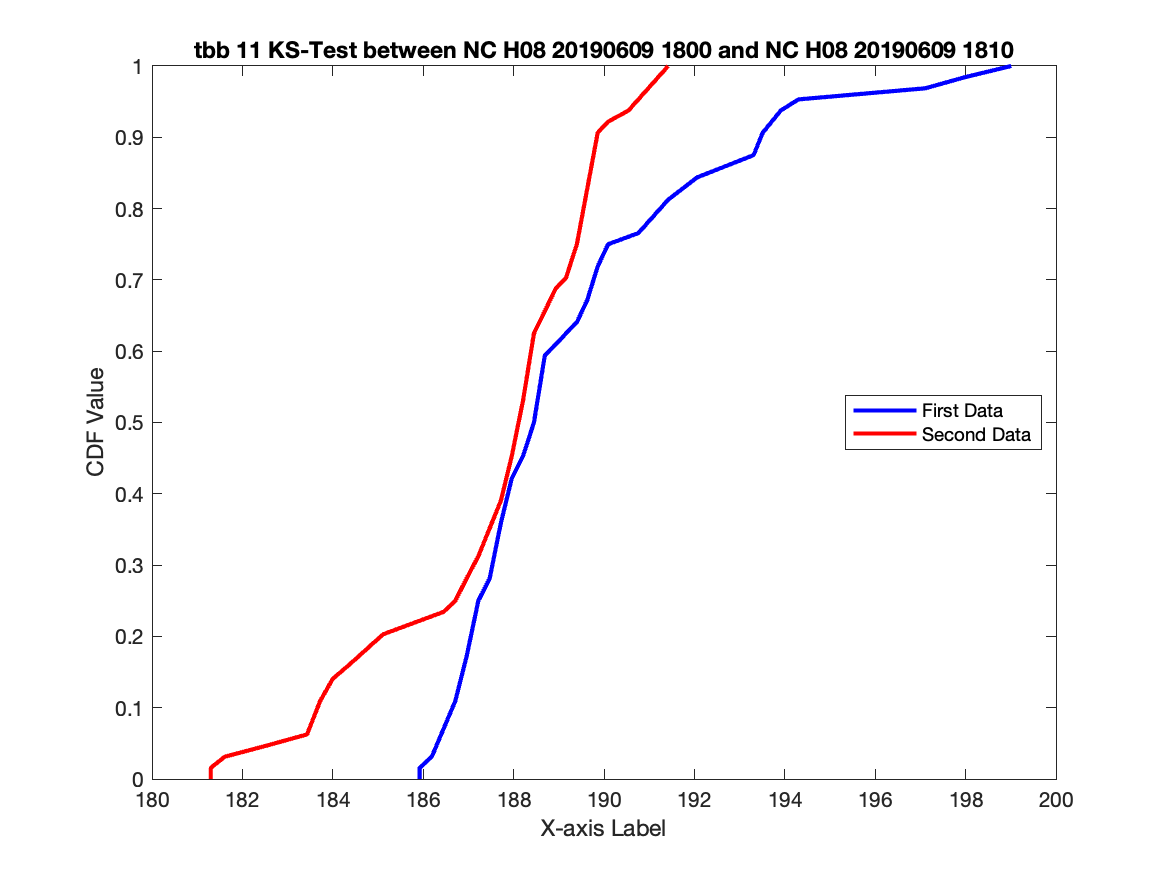 tbb 11 KS-Test between NC H08 20190609 1800 and NC H08 20190609 1810
1
0.9
0.8
0.7
0.6
0.5
0.4
0.3
0.2
0.1
0
CDF Value
First Data
Second Data
180 182 184 186 188 190 192 194 196 198 200
X-axis Label